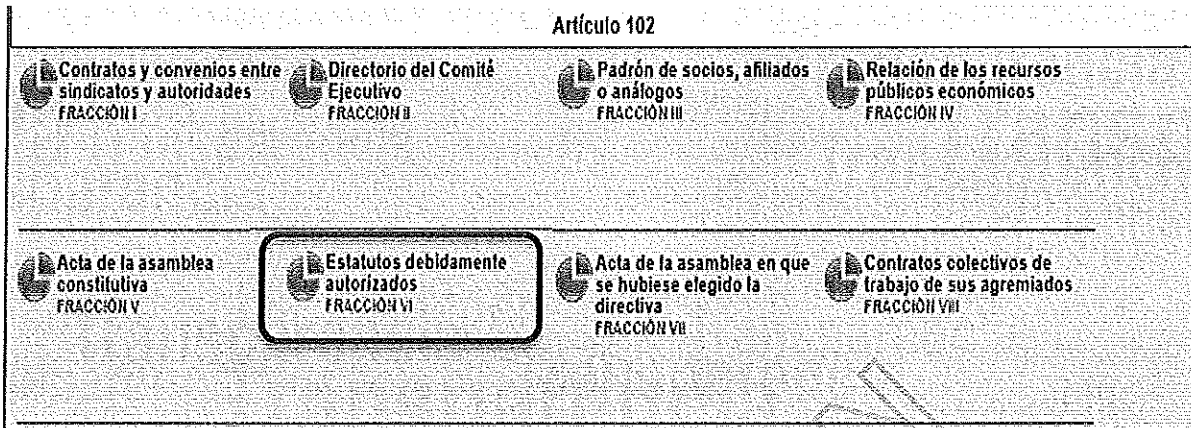 Artículo 102
Contratos y convenios entre
sindicatos y autoridades
FRACCIÓN I
Directorio del Comité
Ejecutivo
FRACCIÓN II
Padrón de socios, afiliados
o análogos
FRACCIÓN III
Relación de los recursos
públicos económicos
FRACCIÓN IV
Acta de la asamblea
constitutiva
FRACCIÓN V
Estatutos debidamente
autorizados
FRACCIÓN VI
Acta de la asamblea en que
se hubiese elegido la
directiva
FRACCIÓN VII
Contratos colectivos de
trabajo de sus agremiados
FRACCIÓN VIII